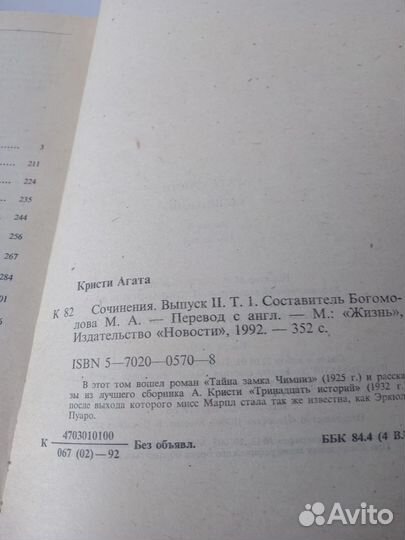 3
211
224
235
244
256
267
284
01
Кристи Агата
К 82 Сочинения. Выпуск II. Т. 1. Составитель Богомо-
лова М. А. — Перевод с англ. — М.: «Жизнь»,
Издательство «Новости», 1992. — 352 с.
ISBN 5—7020—0570—8
В этот том вошел роман «Тайна замка Чимниз» (1925 г.) и расска-
зы из лучшего сборника А. Кристи «Тринадцать историй» (1932 г.
после выхода которого мисс Марпл стала так же известна, как Эркюл
Пуаро.
К 4703010100 Без объявл. ББК 84.4 (4 В.
067 (02)—92
Avito